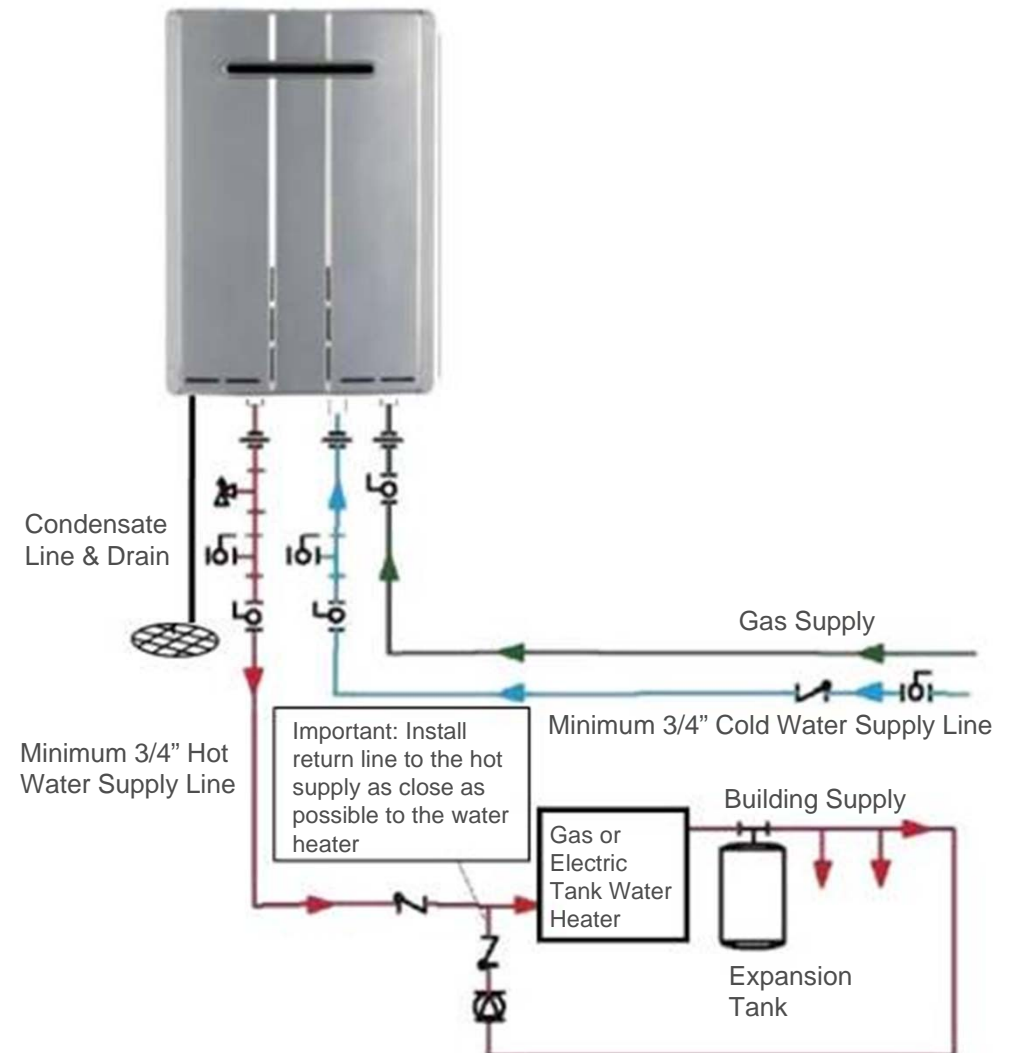 Condensate
Line & Drain
Gas Supply
Minimum 3/4” Cold Water Supply Line
Minimum 3/4” Hot
Water Supply Line
Important: Install
return line to the hot
supply as close as
possible to the water
heater
Building Supply
Gas or
Electric
Tank Water
Heater
Expansion
Tank